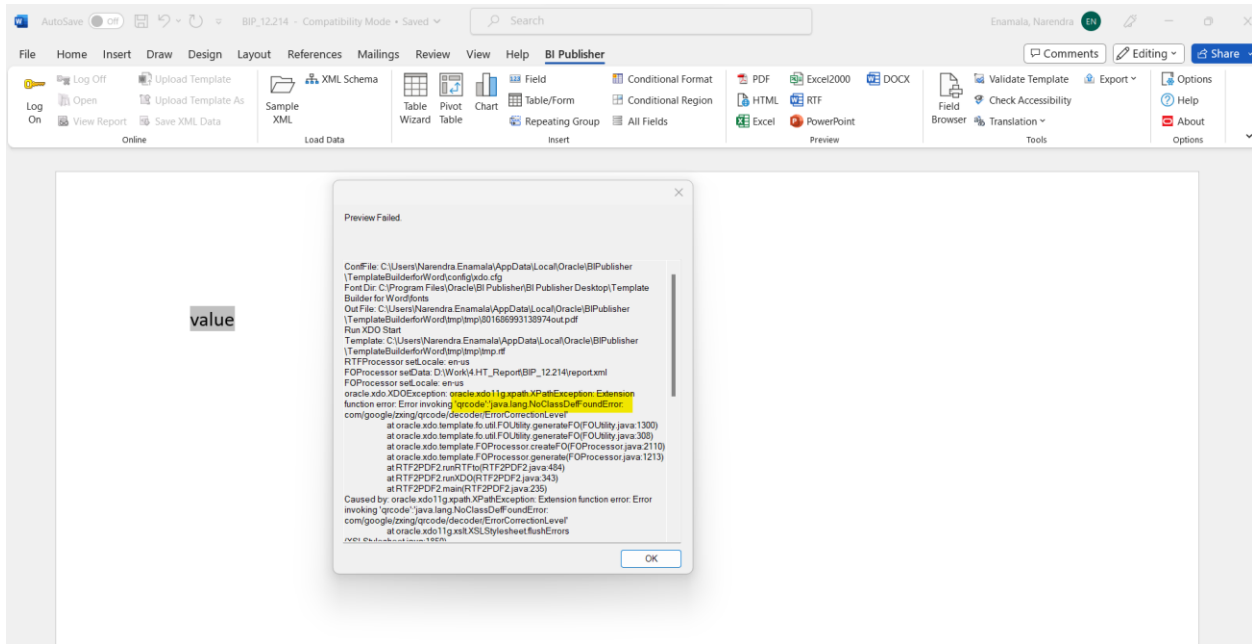 AutoSave Off BIP_12.214 - Compatibility Mode • Saved Search Enamala, Narendra EN
File Home Insert Draw Design Layout References Mailings Review View Help BI Publisher Comments Editing Share
Log Off Upload Template XML Schema Field Conditional Format PDF Excel2000 DOCX Validate Template Export Options
Open Upload Template As Table/Form Conditional Region HTML RTF Check Accessibility Help
View Report Save XML Data Repeating Group All Fields Excel PowerPoint Translation About
Log On Sample XML Table Wizard Pivot Table Chart Field Browser
Online Load Data Insert Preview Tools Options
value
Preview Failed.
ConfFile: C:\Users\Narendra.Enamala\AppData\Local\Oracle\BIPublisher
\TemplateBuilderforWord\config\xdo.cfg
Font Dir: C:\Program Files\Oracle\BI Publisher\BI Publisher Desktop\Template
Builder for Word\fonts
Out File: C:\Users\Narendra.Enamala\AppData\Local\Oracle\BIPublisher
\TemplateBuilderforWord\tmp\tmp\801686993138974out.pdf
Run XDO Start
Template: C:\Users\Narendra.Enamala\AppData\Local\Oracle\BIPublisher
\TemplateBuilderforWord\tmp\tmp\tmp.rtf
RTFProcessor setLocale: en-us
FOProcessor setData: D:\Work\4.HT_Report\BIP_12.214\report.xml
FOProcessor setLocale: en-us
oracle.xdo.XDOException: oracle.xdo11g.xpath.XPathException: Extension
function error: Error invoking 'qrcode':'java.lang.NoClassDefFoundError:
com/google/zxing/qrcode/decoder/ErrorCorrectionLevel'
at oracle.xdo.template.fo.util.FOUtility.generateFO(FOUtility.java:1300)
at oracle.xdo.template.fo.util.FOUtility.generateFO(FOUtility.java:308)
at oracle.xdo.template.FOProcessor.createFO(FOProcessor.java:2110)
at oracle.xdo.template.FOProcessor.generate(FOProcessor.java:1213)
at RTF2PDF2.runRTFto(RTF2PDF2.java:484)
at RTF2PDF2.runXDO(RTF2PDF2.java:343)
at RTF2PDF2.main(RTF2PDF2.java:235)
Caused by: oracle.xdo11g.xpath.XPathException: Extension function error: Error
invoking 'qrcode':'java.lang.NoClassDefFoundError:
com/google/zxing/qrcode/decoder/ErrorCorrectionLevel'
at oracle.xdo11g.xslt.XSLStylesheet.flushErrors
OK